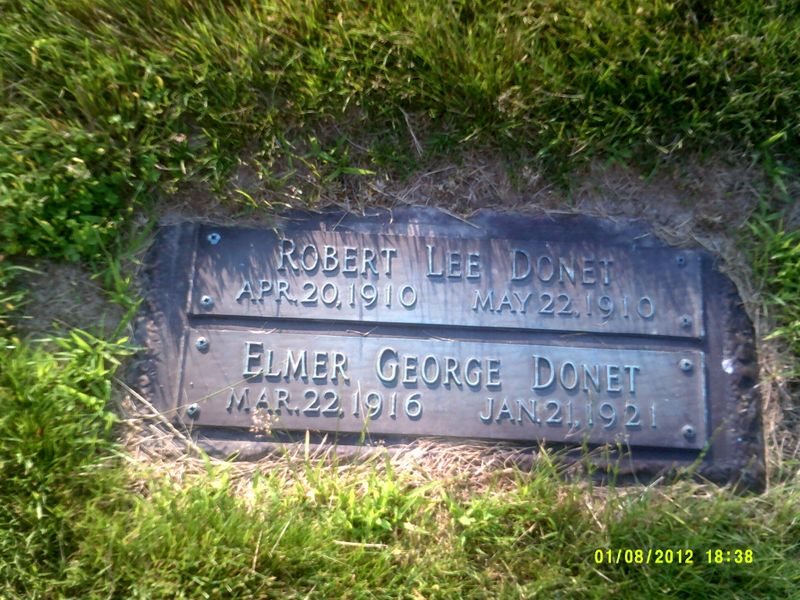 ROBERT LEE DONET
APR. 20, 1910 MAY 22, 1910
ELMER GEORGE DONET
MAR. 22, 1916 JAN. 21, 1921
01/08/2012 18:38